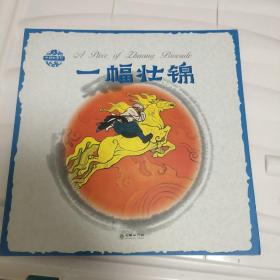 A Piece of Zhuang Brocade
一幅壮锦